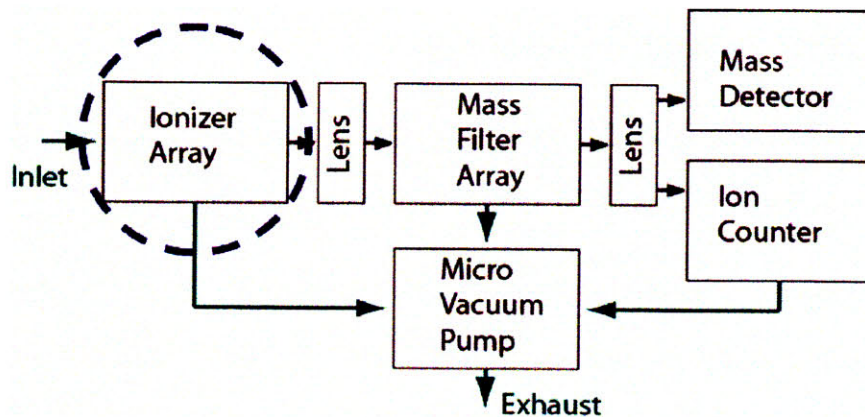 Inlet
Ionizer
Array
Lens
Mass
Filter
Array
Lens
Mass
Detector
Ion
Counter
Micro
Vacuum
Pump
Exhaust